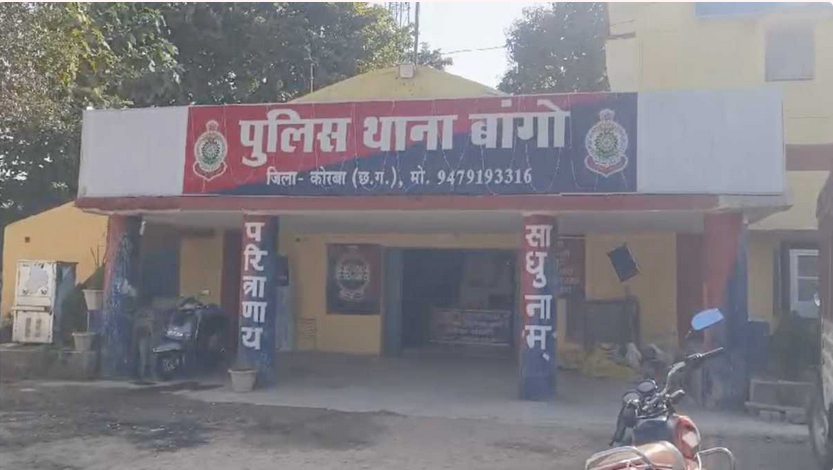 पुलिस थाना बांगो
जिला- कोरबा (छ.ग.), मो. 9479193316
परित्राणाय
साधुनाम्